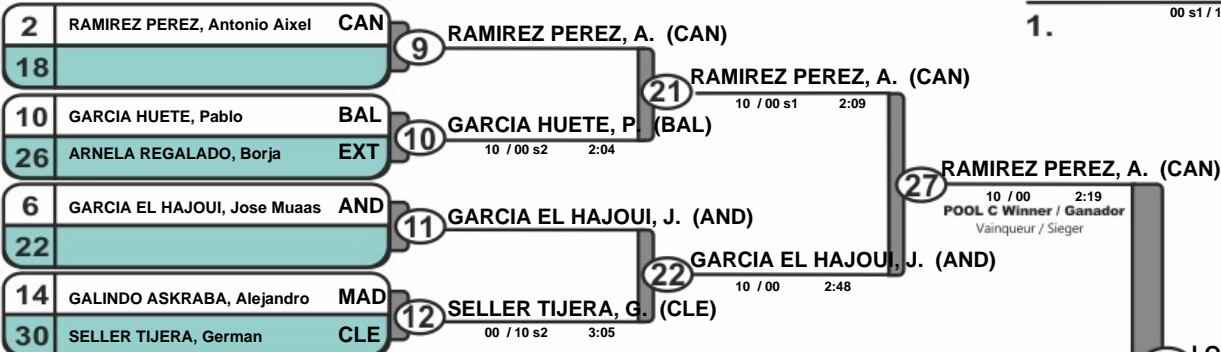 2 RAMIREZ PEREZ, Antonio Aixel CAN
18
10 GARCIA HUETE, Pablo BAL
26 ARNELA REGALADO, Borja EXT
6 GARCIA EL HAJOUI, Jose Muaas AND
22
14 GALINDO ASKRABA, Alejandro MAD
30 SELLER TIJERA, German CLE
9 RAMIREZ PEREZ, A. (CAN)
10 GARCIA HUETE, P. (BAL)
10 / 00 s2 2:04
11 GARCIA EL HAJOUI, J. (AND)
12 SELLER TIJERA, G. (CLE)
00 / 10 s2 3:05
21 RAMIREZ PEREZ, A. (CAN)
10 / 00 s1 2:09
22 GARCIA EL HAJOUI, J. (AND)
10 / 00 2:48
27 RAMIREZ PEREZ, A. (CAN)
10 / 00 2:19
POOL C Winner / Ganador
Vainqueur / Sieger
00 s1 / 1
1.